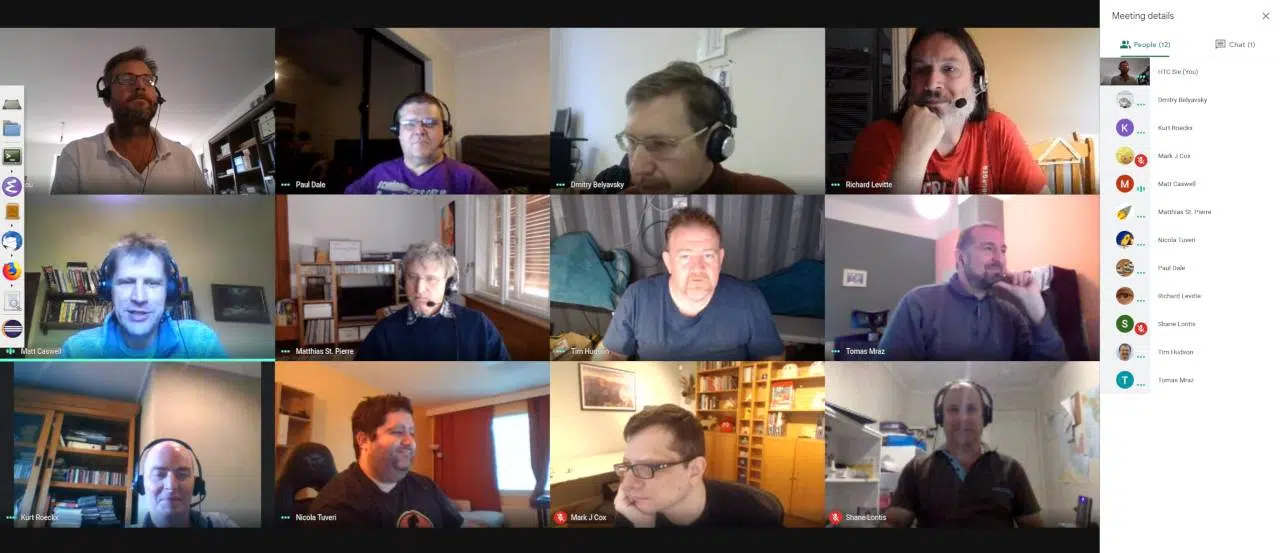 Meeting details
People (12)
Chat (1)
HTC Sie (You)
Dmitry Belyavsky
K
Kurt Roeckx
Mark J Cox
M
Matt Caswell
Matthias St. Pierre
Nicola Tuveri
Paul Dale
Richard Levitte
S
Shane Lontis
Tim Hudson
T
Tomas Mraz
Paul Dale
Dmitry Belyavsky
Richard Levitte
Matt Caswell
Matthias St. Pierre
Tim Hudson
Tomas Mraz
Kurt Roeckx
Nicola Tuveri
Mark J Cox
Shane Lontis